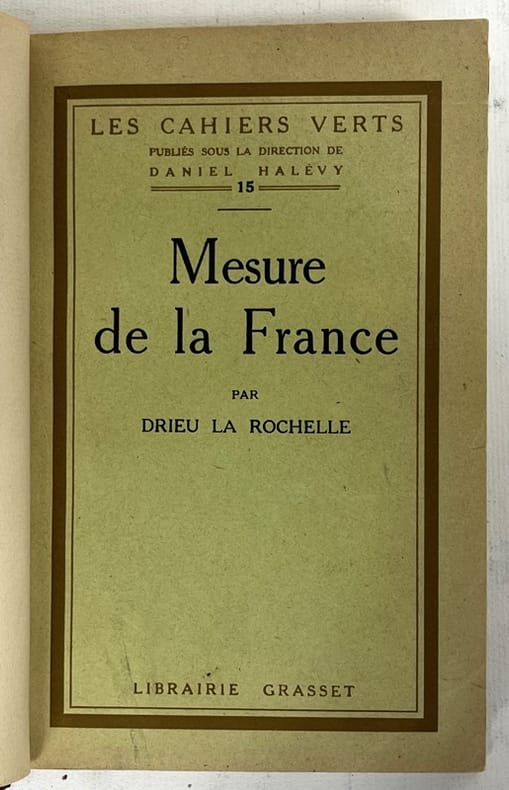 LES CAHIERS VERTS
PUBLIÉS SOUS LA DIRECTION DE
DANIEL HALÉVY
15
Mesure
de la France
PAR
DRIEU LA ROCHELLE
LIBRAIRIE GRASSET